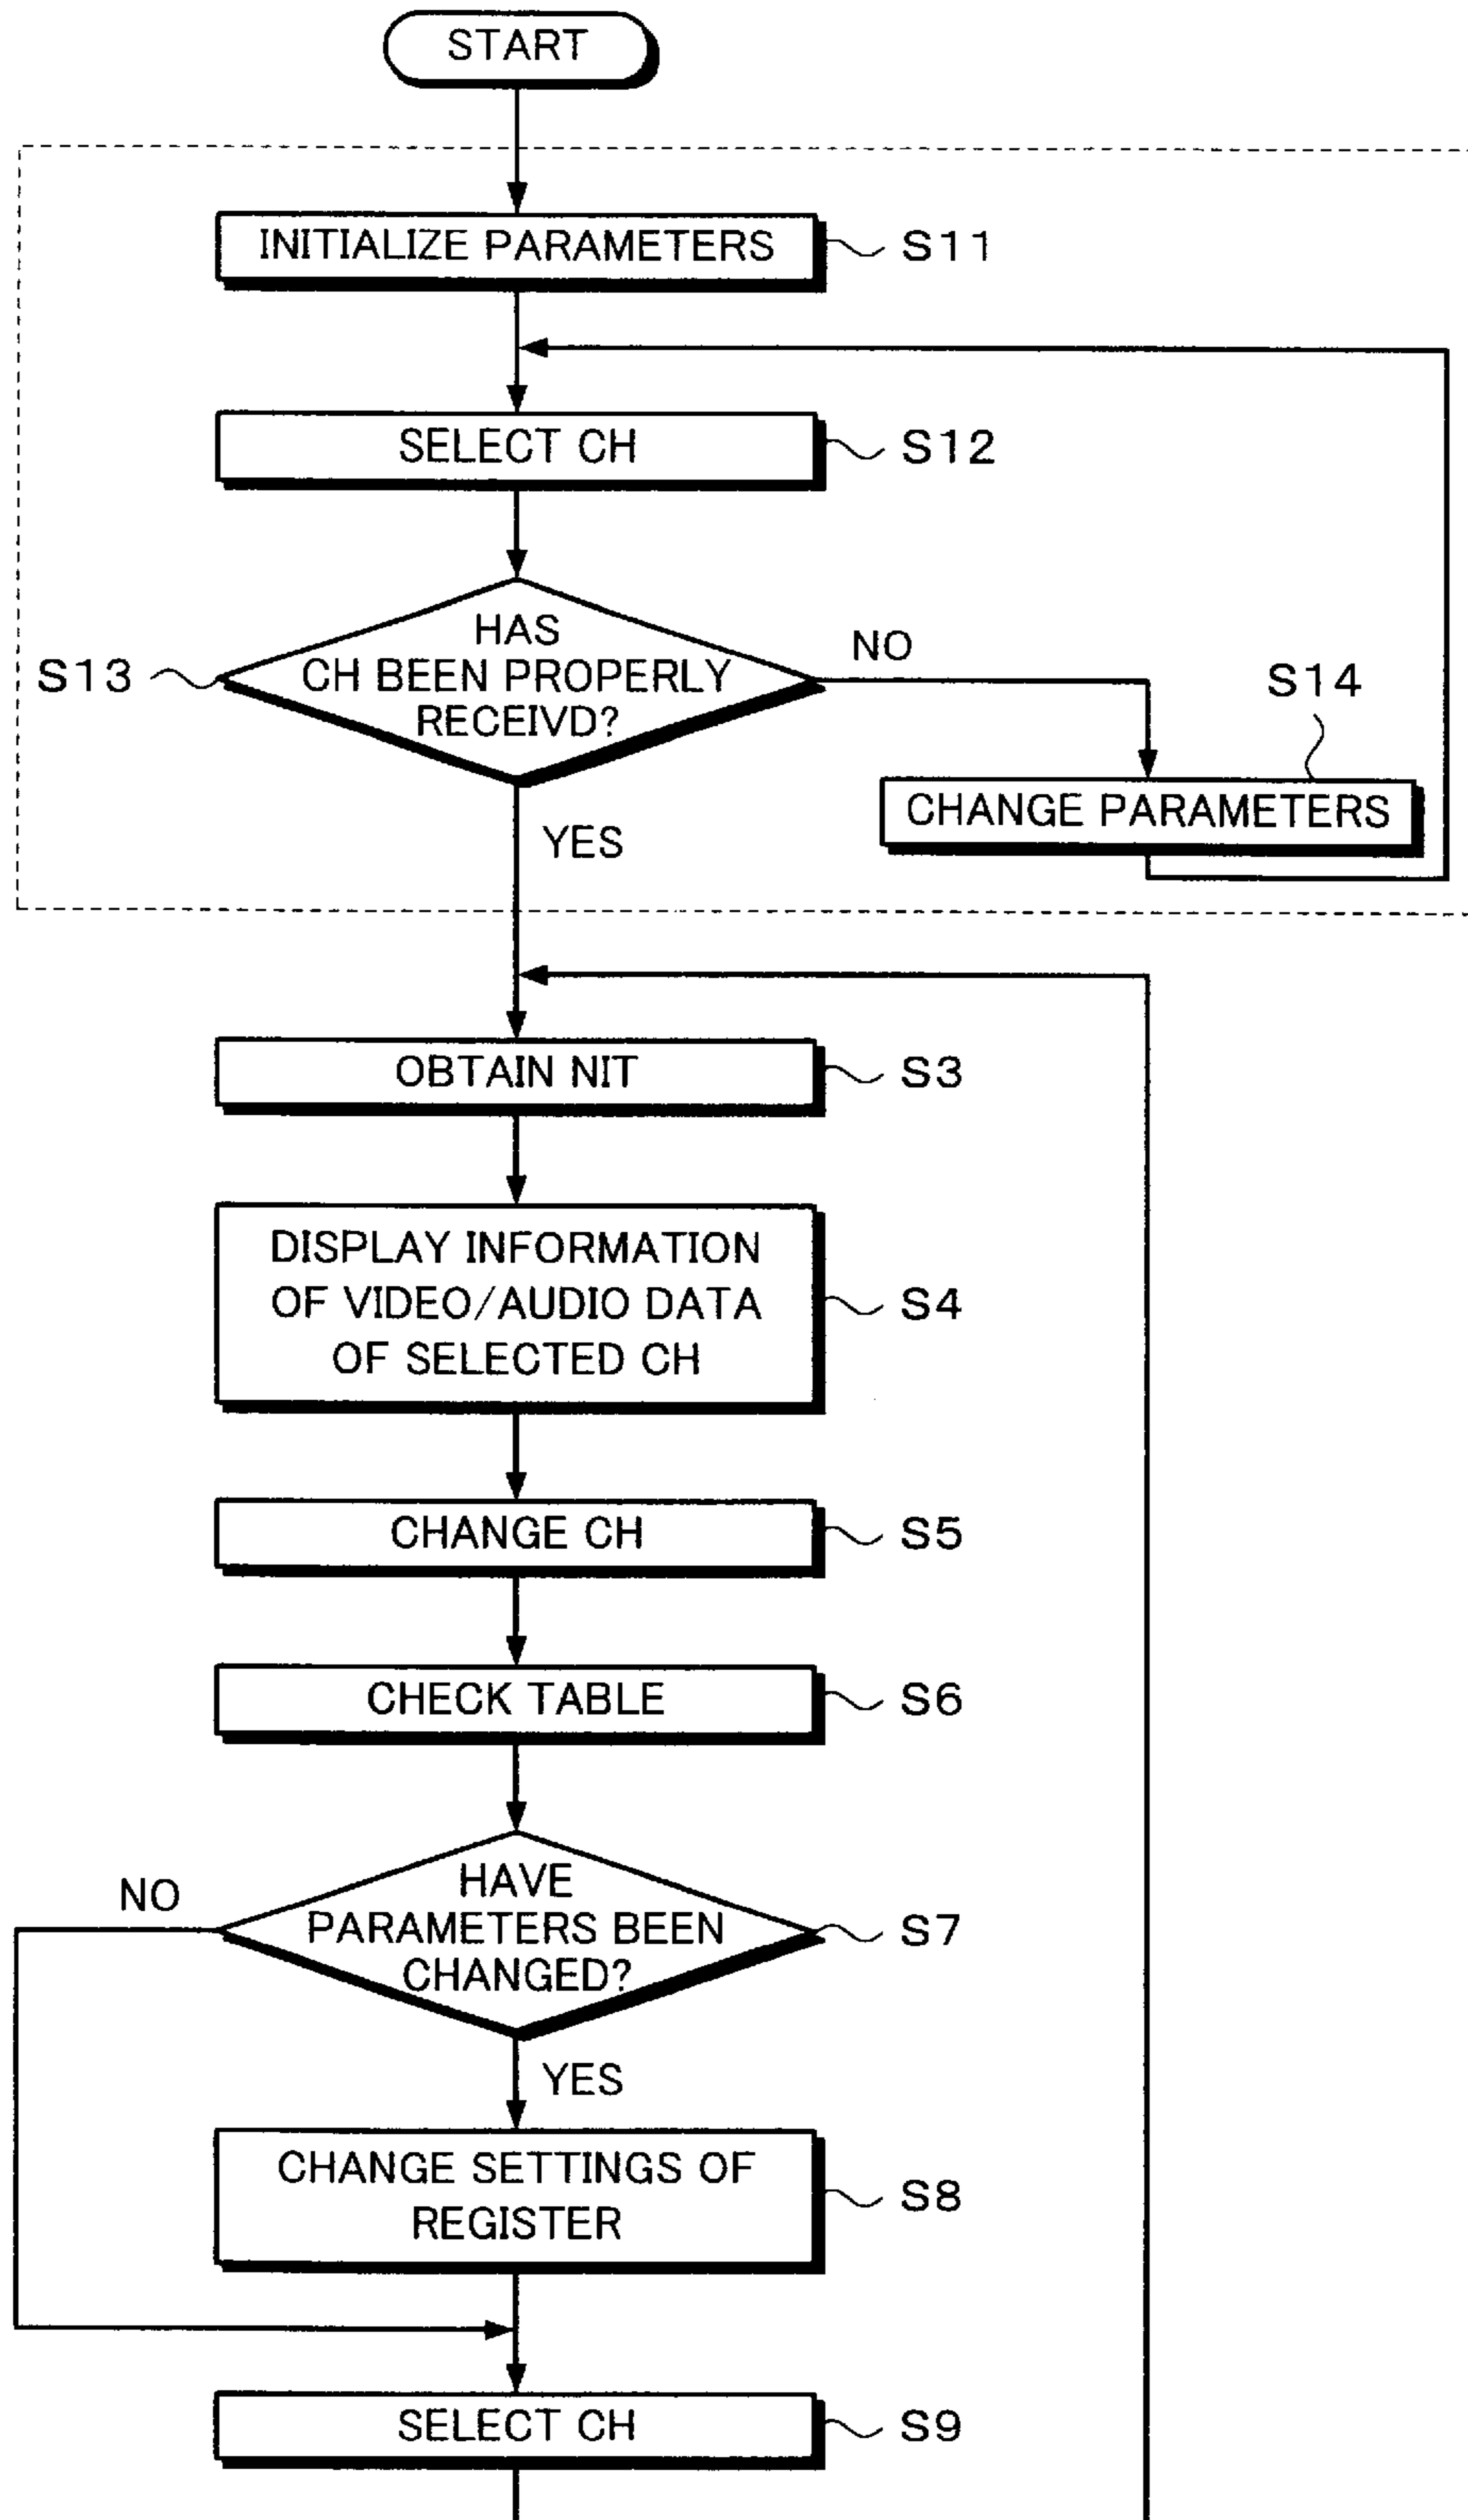 START
INITIALIZE PARAMETERS
S11
SELECT CH
S12
HAS
CH BEEN PROPERLY
RECEIVD?
S13
NO
S14
CHANGE PARAMETERS
YES
OBTAIN NIT
S3
DISPLAY INFORMATION
OF VIDEO/AUDIO DATA
OF SELECTED CH
S4
CHANGE CH
S5
CHECK TABLE
S6
HAVE
PARAMETERS BEEN
CHANGED?
S7
NO
YES
CHANGE SETTINGS OF
REGISTER
S8
SELECT CH
S9